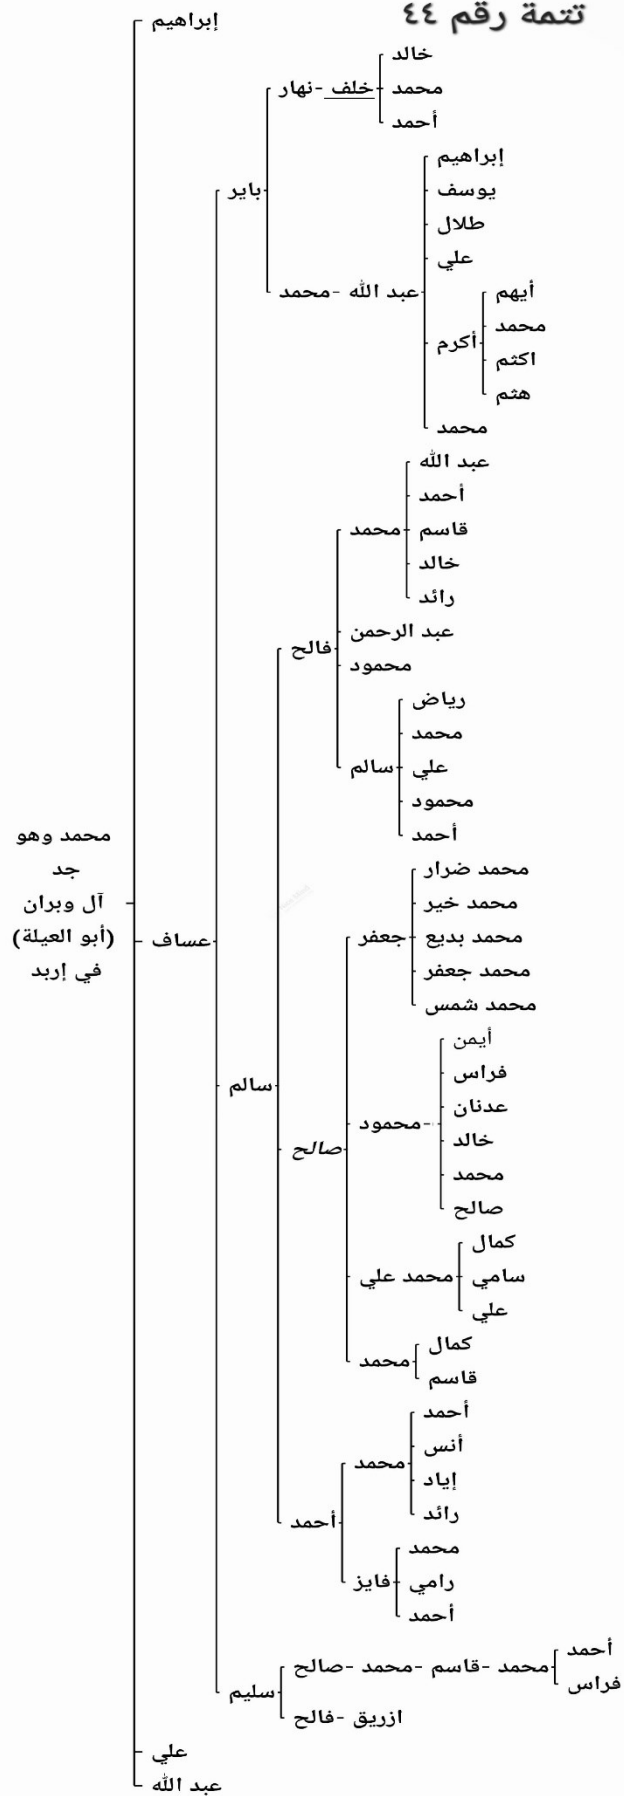 تتمة رقم ٤٤
إبراهيم
خالد
نهار - خلف محمد
أحمد
إبراهيم
باير يوسف
طلال
علي
محمد - عبد الله أيهم
محمد
أكرم
اكثم
هثم
محمد
عبد الله
أحمد
محمد قاسم
خالد
رائد
عبد الرحمن
فالح
محمود
رياض
محمد
سالم علي
محمود
أحمد
محمد وهو
جد
آل وبران
(أبو العيلة)
في إربد
محمد ضرار
محمد خير
عساف جعفر محمد بديع
محمد جعفر
محمد شمس
أيمن
فراس
سالم
عدنان
محمود
خالد
صالح
محمد
صالح
كمال
محمد علي سامي
علي
كمال
محمد
قاسم
أحمد
أنس
محمد
إياد
رائد
أحمد
محمد
فايز رامي
أحمد
أحمد
صالح - محمد - قاسم - محمد
فراس
سليم
فالح - ازريق
علي
عبد الله